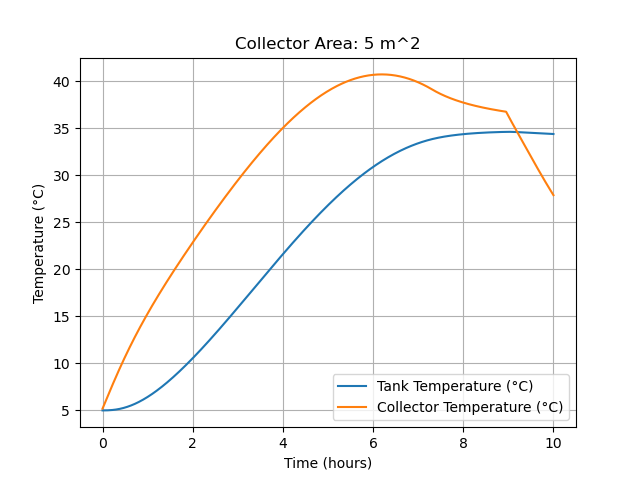 Collector Area: 5 m^2
Temperature (°C)
40
35
30
25
20
15
10
5
Tank Temperature (°C)
Collector Temperature (°C)
0 2 4 6 8 10
Time (hours)